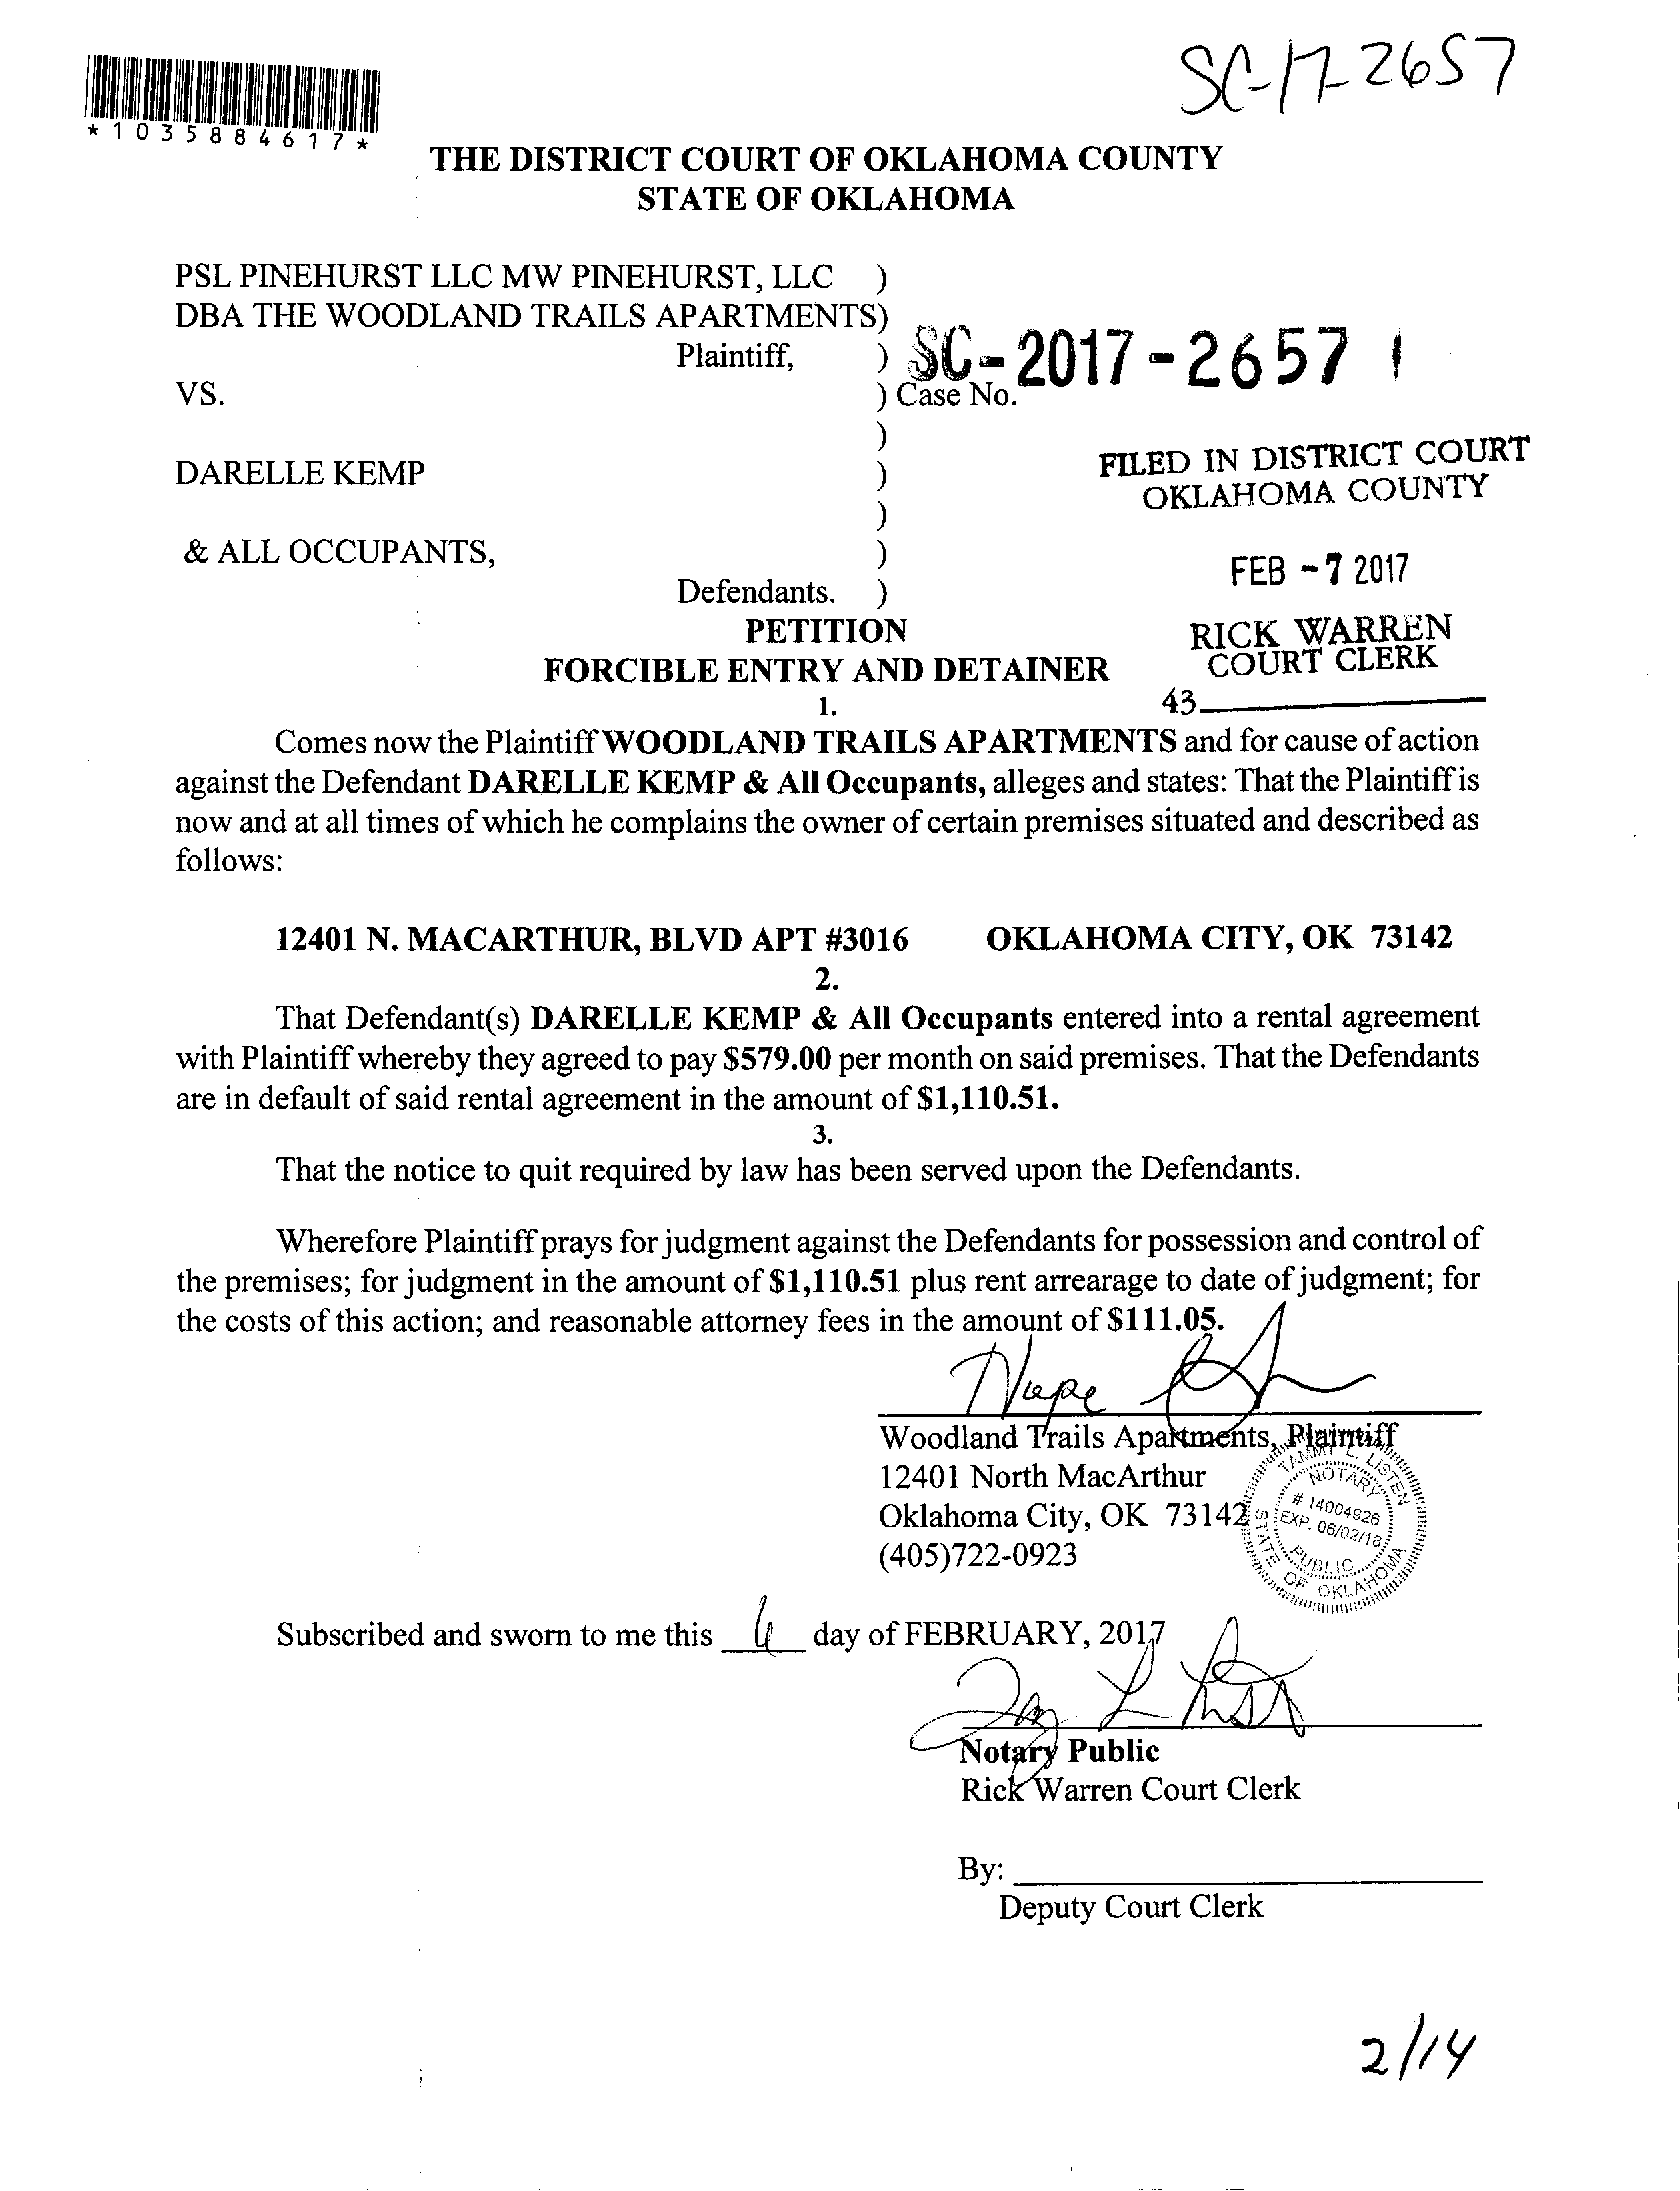 SC-17-2657
*1035884617*
THE DISTRICT COURT OF OKLAHOMA COUNTY
STATE OF OKLAHOMA
PSL PINEHURST LLC MW PINEHURST, LLC )
DBA THE WOODLAND TRAILS APARTMENTS)
Plaintiff, )
SC-2017-2657
VS. ) Case No.
)
DARELLE KEMP )
)
& ALL OCCUPANTS, )
Defendants. )
FILED IN DISTRICT COURT
OKLAHOMA COUNTY
FEB -7 2017
RICK WARREN
COURT CLERK
43
PETITION
FORCIBLE ENTRY AND DETAINER
1.
Comes now the Plaintiff WOODLAND TRAILS APARTMENTS and for cause of action
against the Defendant DARELLE KEMP & All Occupants, alleges and states: That the Plaintiff is
now and at all times of which he complains the owner of certain premises situated and described as
follows:
12401 N. MACARTHUR, BLVD APT #3016 OKLAHOMA CITY, OK 73142
2.
That Defendant(s) DARELLE KEMP & All Occupants entered into a rental agreement
with Plaintiff whereby they agreed to pay $579.00 per month on said premises. That the Defendants
are in default of said rental agreement in the amount of $1,110.51.
3.
That the notice to quit required by law has been served upon the Defendants.
Wherefore Plaintiff prays for judgment against the Defendants for possession and control of
the premises; for judgment in the amount of $1,110.51 plus rent arrearage to date of judgment; for
the costs of this action; and reasonable attorney fees in the amount of $111.05.
Woodland Trails Apartments, Plaintiff
12401 North MacArthur
Oklahoma City, OK 73142
(405)722-0923
TAMMY L. LISTEN
NOTARY
# 14004926
EXP. 06/02/18
PUBLIC
STATE OF OKLAHOMA
Subscribed and sworn to me this day of FEBRUARY, 2017
Notary Public
Rick Warren Court Clerk
By:
Deputy Court Clerk
2/14